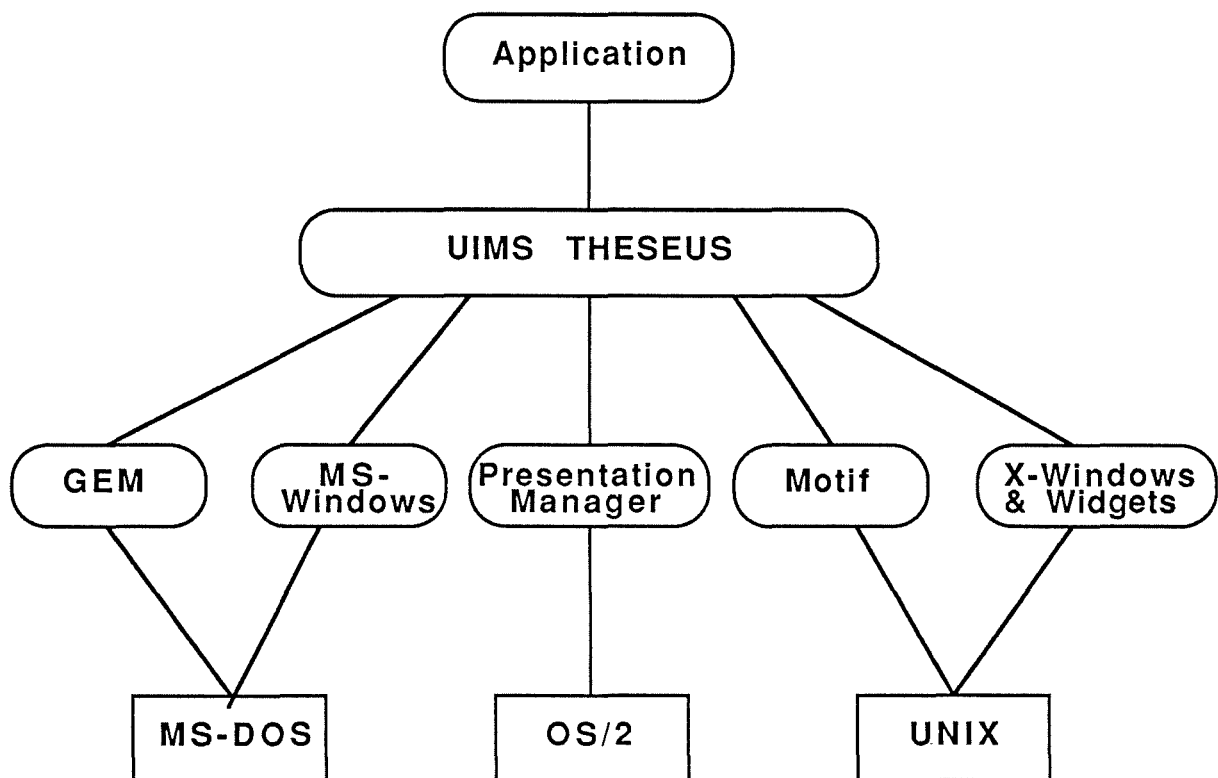 Application
UIMS THESEUS
GEM
MS-
Windows
Presentation
Manager
Motif
X-Windows
& Widgets
MS-DOS
OS/2
UNIX